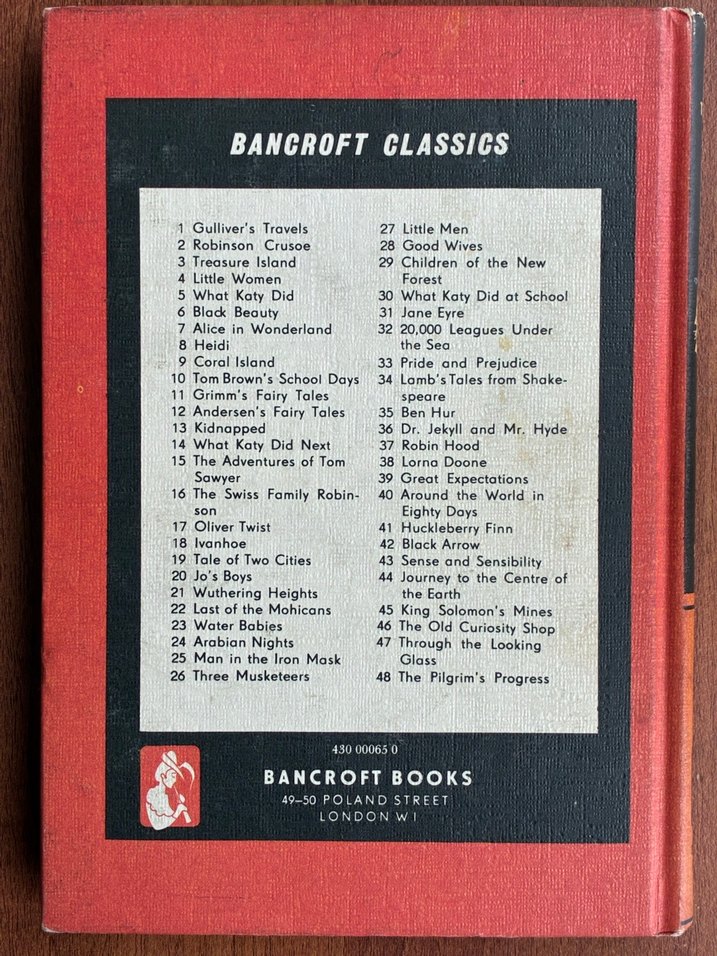 BANCROFT CLASSICS
1 Gulliver's Travels
2 Robinson Crusoe
3 Treasure Island
4 Little Women
5 What Katy Did
6 Black Beauty
7 Alice in Wonderland
8 Heidi
9 Coral Island
10 Tom Brown's School Days
11 Grimm's Fairy Tales
12 Andersen's Fairy Tales
13 Kidnapped
14 What Katy Did Next
15 The Adventures of Tom
Sawyer
16 The Swiss Family Robin-
son
17 Oliver Twist
18 Ivanhoe
19 Tale of Two Cities
20 Jo's Boys
21 Wuthering Heights
22 Last of the Mohicans
23 Water Babies
24 Arabian Nights
25 Man in the Iron Mask
26 Three Musketeers
27 Little Men
28 Good Wives
29 Children of the New
Forest
30 What Katy Did at School
31 Jane Eyre
32 20,000 Leagues Under
the Sea
33 Pride and Prejudice
34 Lamb's Tales from Shake-
speare
35 Ben Hur
36 Dr. Jekyll and Mr. Hyde
37 Robin Hood
38 Lorna Doone
39 Great Expectations
40 Around the World in
Eighty Days
41 Huckleberry Finn
42 Black Arrow
43 Sense and Sensibility
44 Journey to the Centre of
the Earth
45 King Solomon's Mines
46 The Old Curiosity Shop
47 Through the Looking
Glass
48 The Pilgrim's Progress
430 00065 0
BANCROFT BOOKS
49–50 POLAND STREET
LONDON W1